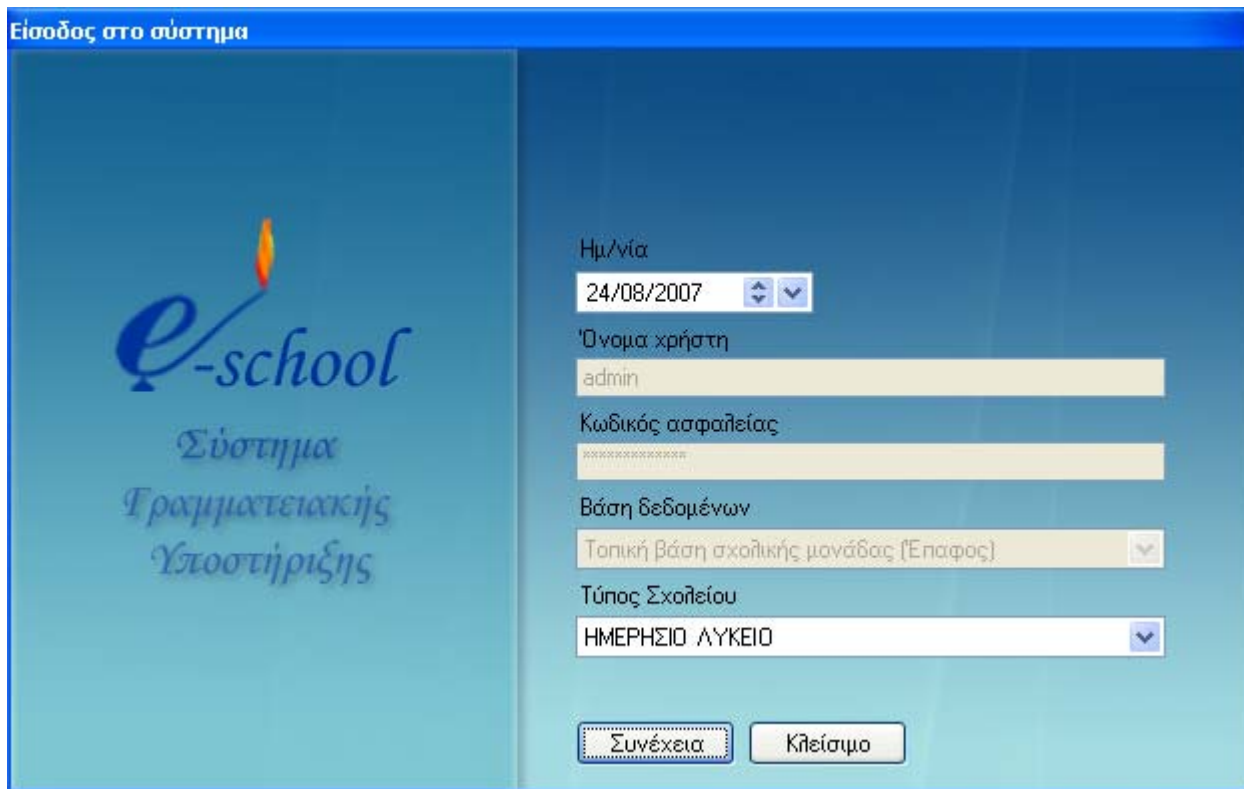 Είσοδος στο σύστημα
e-school
Σύστημα
Γραμματειακής
Υποστήριξης
Ημ/νία
24/08/2007
Όνομα χρήστη
admin
Κωδικός ασφαλείας
*************
Βάση δεδομένων
Τοπική βάση σχολικής μονάδας (Έπαφος)
Τύπος Σχολείου
ΗΜΕΡΗΣΙΟ ΛΥΚΕΙΟ
Συνέχεια
Κλείσιμο